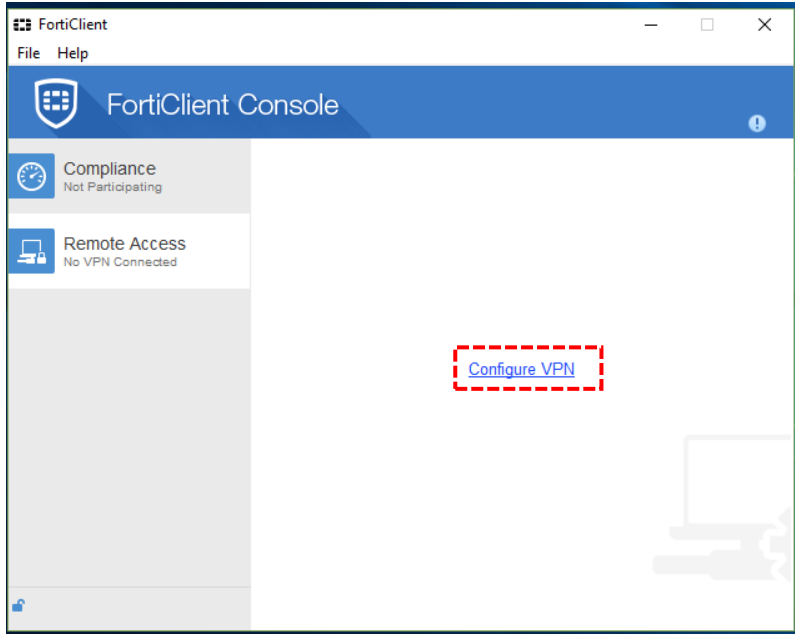 FortiClient
File Help
FortiClient Console
Compliance
Not Participating
Remote Access
No VPN Connected
Configure VPN